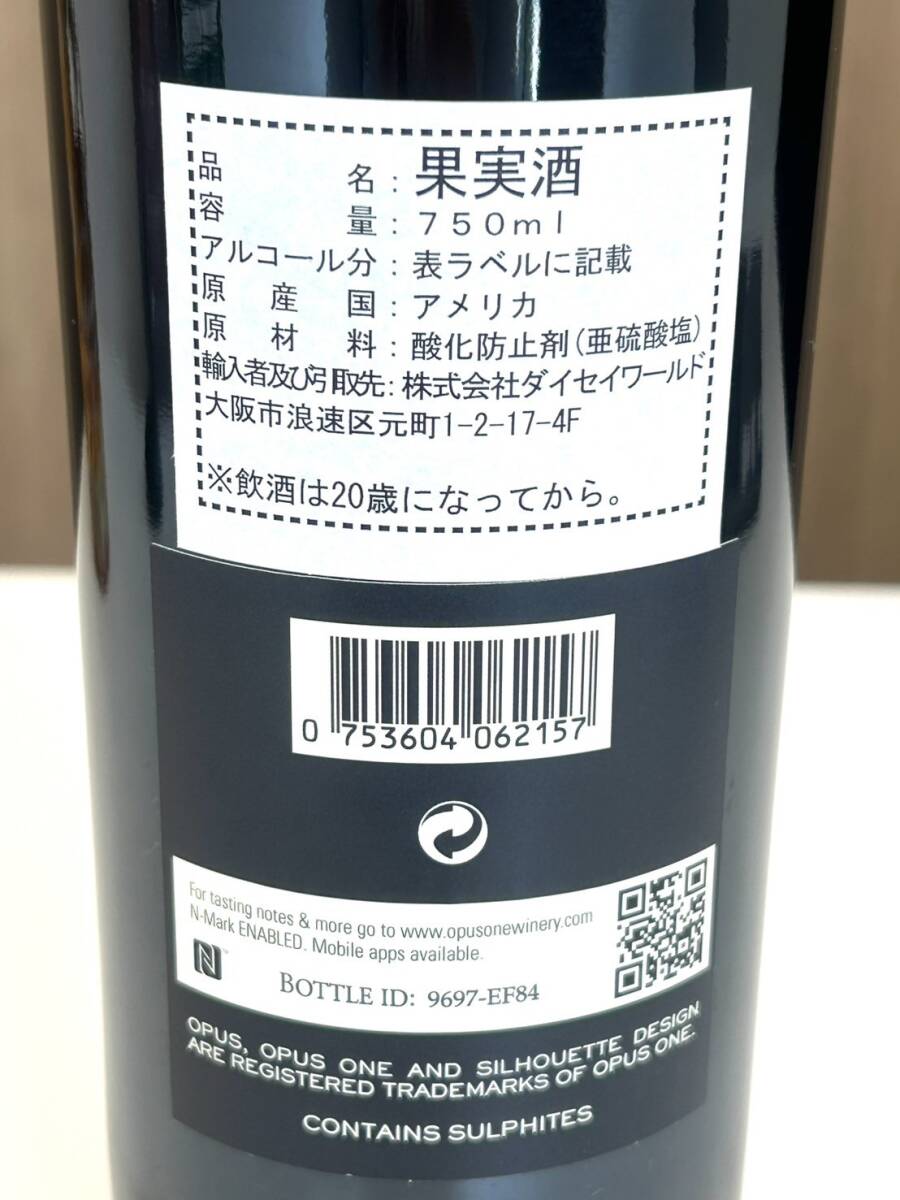 品名:果実酒
容量:750ml
アルコール分:表ラベルに記載
原産国:アメリカ
原材料:酸化防止剤(亜硫酸塩)
輸入者及び引取先:株式会社ダイセイワールド
大阪市浪速区元町1-2-17-4F
※飲酒は20歳になってから。
0 753604 062157
For tasting notes & more go to www.opusonewinery.com
N-Mark ENABLED. Mobile apps available.
N™
BOTTLE ID: 9697-EF84
OPUS, OPUS ONE AND SILHOUETTE DESIGN
ARE REGISTERED TRADEMARKS OF OPUS ONE.
CONTAINS SULPHITES